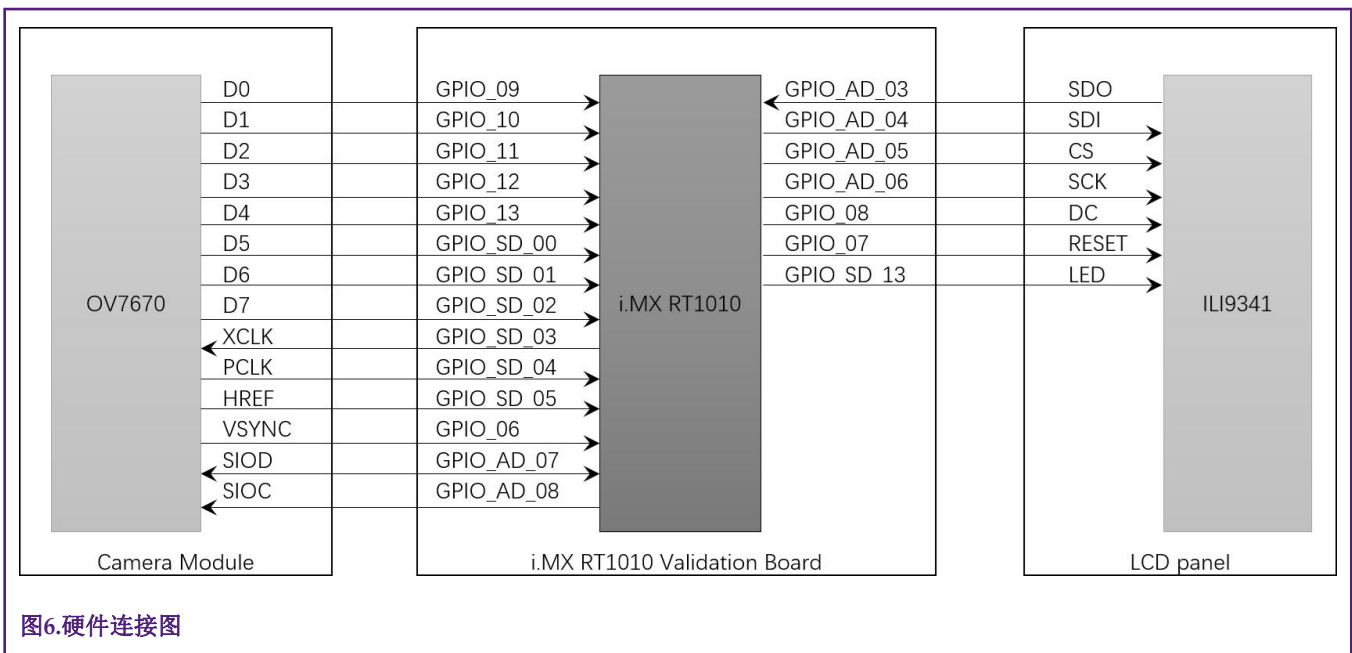 D0 GPIO_09 GPIO_AD_03 SDO
D1 GPIO_10 GPIO_AD_04 SDI
D2 GPIO_11 GPIO_AD_05 CS
D3 GPIO_12 GPIO_AD_06 SCK
D4 GPIO_13 GPIO_08 DC
D5 GPIO_SD_00 GPIO_07 RESET
D6 GPIO_SD_01 GPIO_SD_13 LED
OV7670 D7 GPIO_SD_02 i.MX RT1010 ILI9341
XCLK GPIO_SD_03
PCLK GPIO_SD_04
HREF GPIO_SD_05
VSYNC GPIO_06
SIOD GPIO_AD_07
SIOC GPIO_AD_08
Camera Module i.MX RT1010 Validation Board LCD panel
图6.硬件连接图